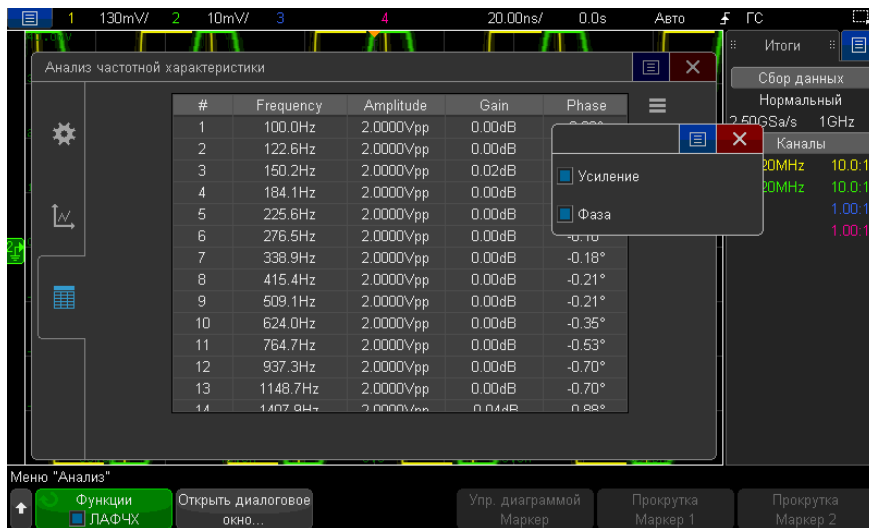 1 130mV/ 2 10mV/ 3 4 20.00ns/ 0.0s Авто ГС
Итоги
Анализ частотной характеристики
Сбор данных
Нормальный
2.50GSa/s 1GHz
Каналы
20MHz 10.0:1
20MHz 10.0:1
1.00:1
1.00:1
# Frequency Amplitude Gain Phase
1 100.0Hz 2.0000Vpp 0.00dB
2 122.6Hz 2.0000Vpp 0.00dB
3 150.2Hz 2.0000Vpp 0.02dB
4 184.1Hz 2.0000Vpp 0.00dB
5 225.6Hz 2.0000Vpp 0.00dB
6 276.5Hz 2.0000Vpp 0.00dB
7 338.9Hz 2.0000Vpp 0.00dB -0.18°
8 415.4Hz 2.0000Vpp 0.00dB -0.21°
9 509.1Hz 2.0000Vpp 0.00dB -0.21°
10 624.0Hz 2.0000Vpp 0.00dB -0.35°
11 764.7Hz 2.0000Vpp 0.00dB -0.53°
12 937.3Hz 2.0000Vpp 0.00dB -0.70°
13 1148.7Hz 2.0000Vpp 0.00dB -0.70°
14 1407.9Hz 2.0000Vpp 0.04dB
Усиление
Фаза
Меню "Анализ"
Функции
ЛАФЧХ
Открыть диалоговое
окно...
Упр. диаграммой
Маркер
Прокрутка
Маркер 1
Прокрутка
Маркер 2